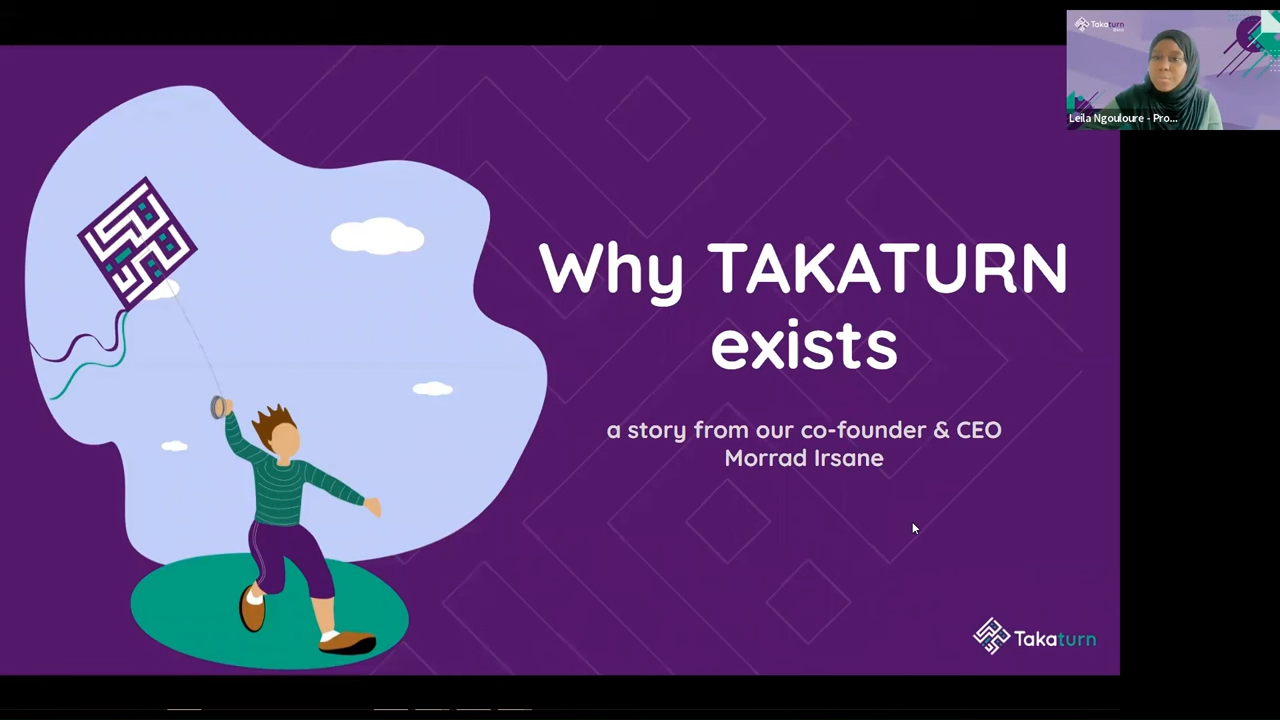 Takaturn
Leila Ngouloure - Pro...
Why TAKATURN
exists
a story from our co-founder & CEO
Morrad Irsane
Takaturn